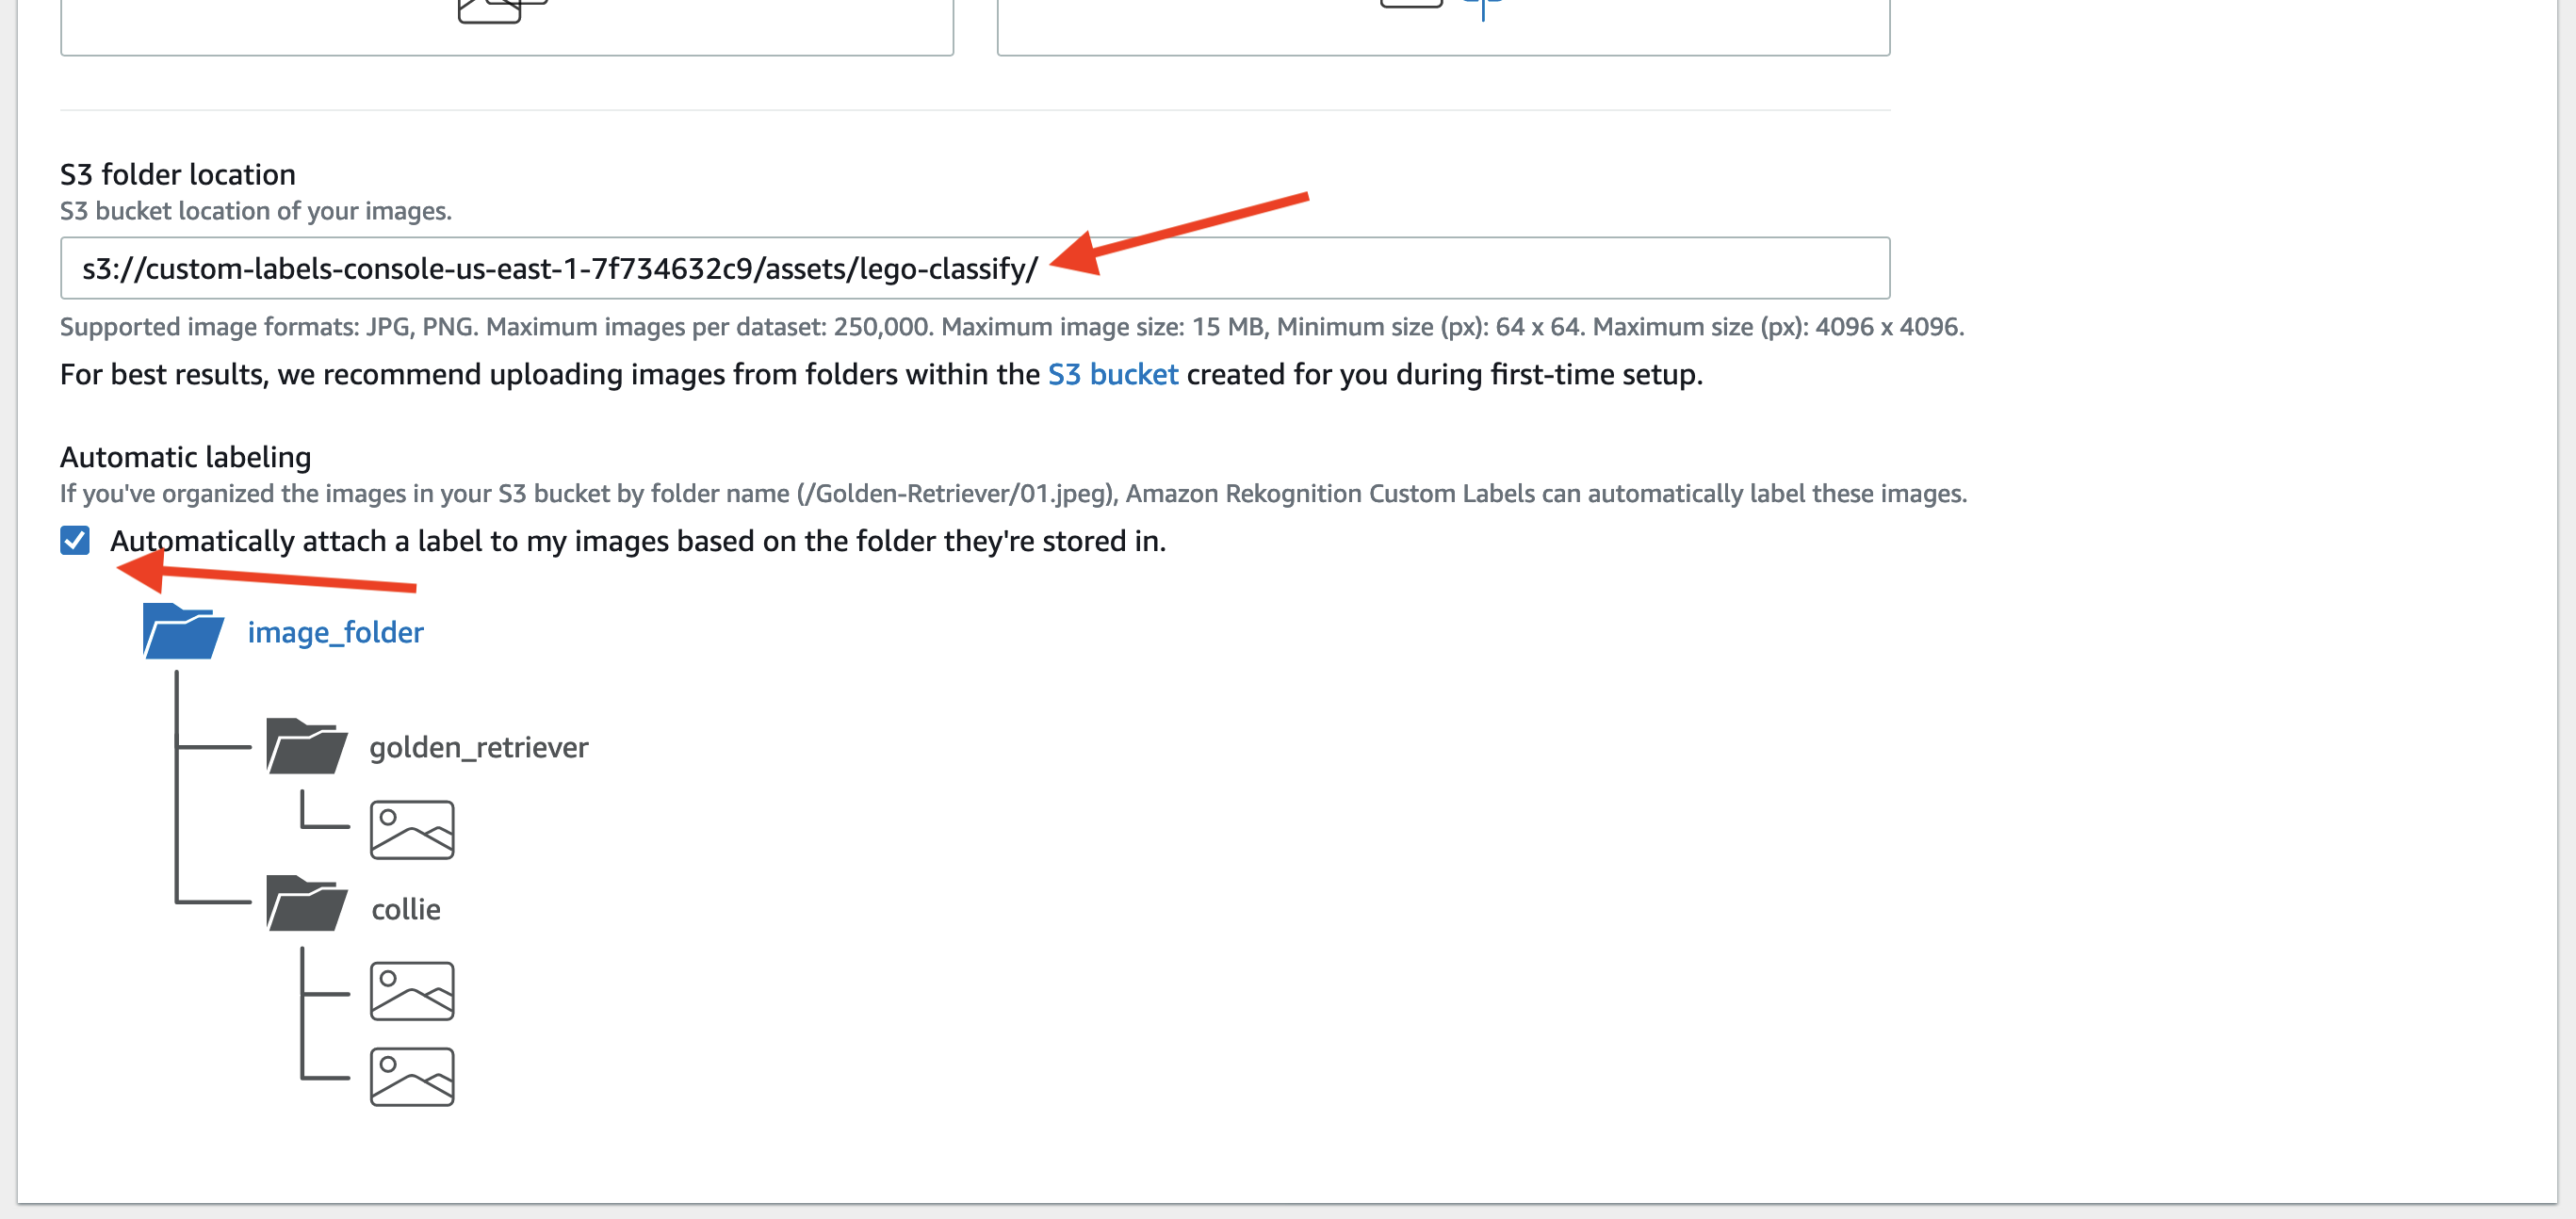 S3 folder location
S3 bucket location of your images.
s3://custom-labels-console-us-east-1-7f734632c9/assets/lego-classify/
Supported image formats: JPG, PNG. Maximum images per dataset: 250,000. Maximum image size: 15 MB, Minimum size (px): 64 x 64. Maximum size (px): 4096 x 4096.
For best results, we recommend uploading images from folders within the S3 bucket created for you during first-time setup.
Automatic labeling
If you've organized the images in your S3 bucket by folder name (/Golden-Retriever/01.jpeg), Amazon Rekognition Custom Labels can automatically label these images.
Automatically attach a label to my images based on the folder they're stored in.
image_folder
golden_retriever
collie